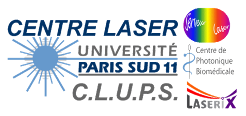 CENTRE LASER
UNIVERSITÉ
PARIS SUD 11
C.L.U.P.S.
Centre de
Photonique
Biomédicale
LASERIX